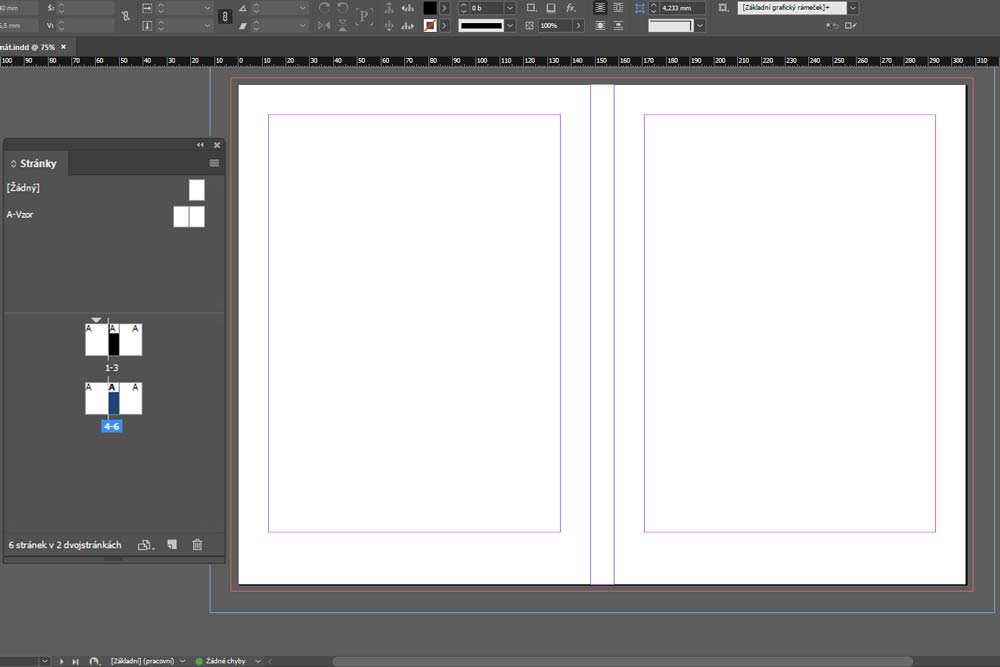 40 mm Š: 0 b fx. 4,233 mm [Základní grafický rámeček]+
5,5 mm V: P 100%
mát.indd @ 75% ×
100 90 80 70 60 50 40 30 20 10 0 10 20 30 40 50 60 70 80 90 100 110 120 130 140 150 160 170 180 190 200 210 220 230 240 250 260 270 280 290 300 310
Stránky
[Žádný]
A-Vzor
A A A
1-3
A A A
4-6
6 stránek v 2 dvojstránkách
[Základní] (pracovní) Žádné chyby